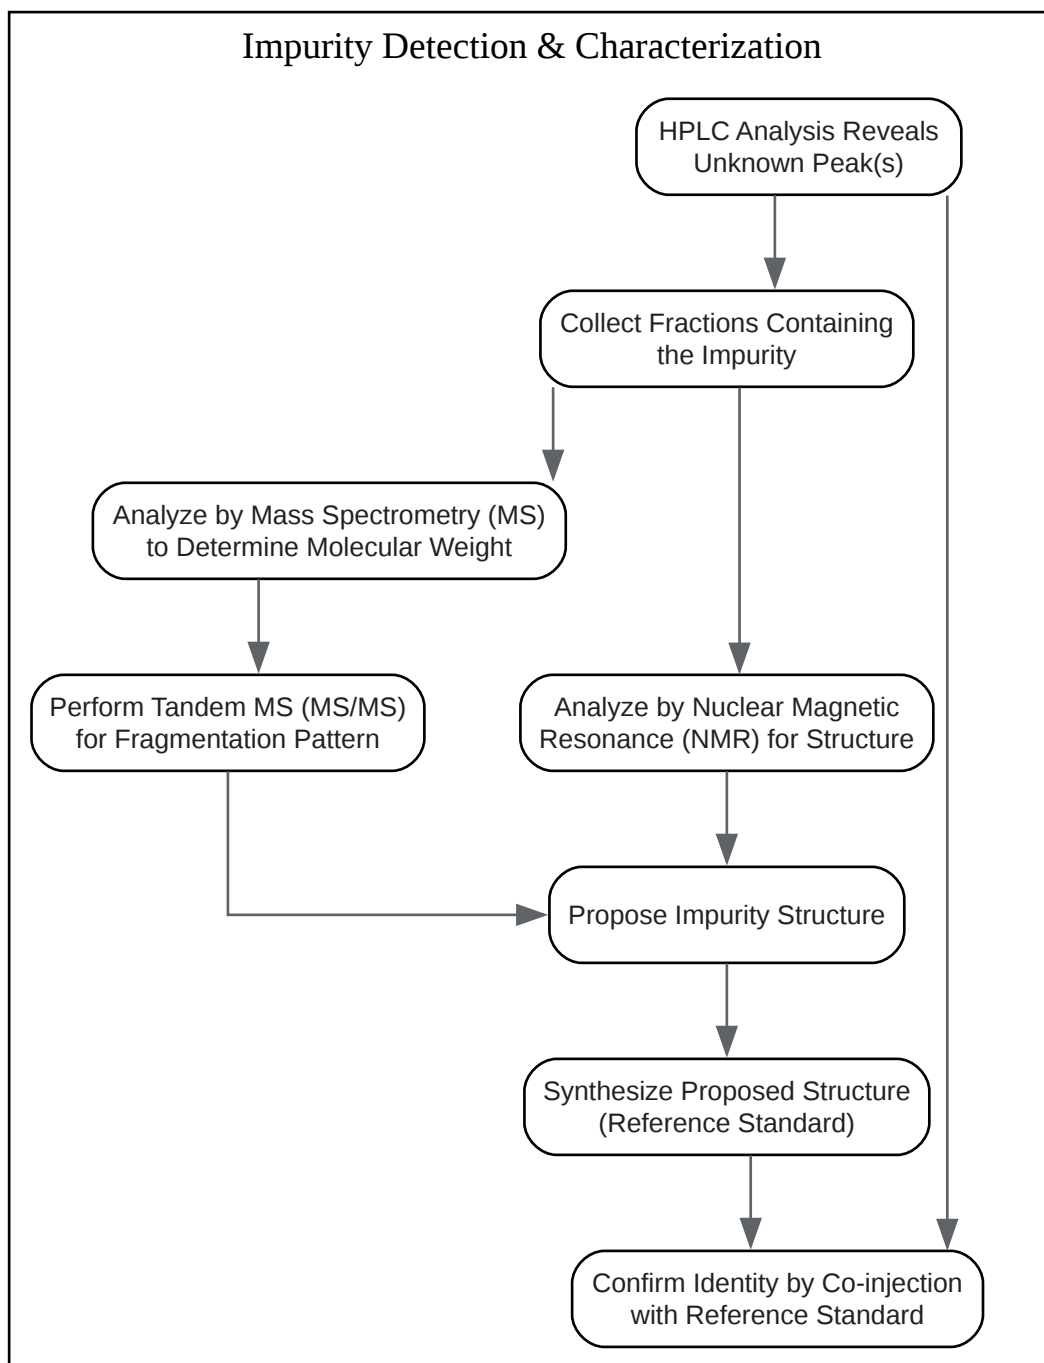 Impurity Detection & Characterization
HPLC Analysis Reveals
Unknown Peak(s)
Collect Fractions Containing
the Impurity
Analyze by Mass Spectrometry (MS)
to Determine Molecular Weight
Perform Tandem MS (MS/MS)
for Fragmentation Pattern
Analyze by Nuclear Magnetic
Resonance (NMR) for Structure
Propose Impurity Structure
Synthesize Proposed Structure
(Reference Standard)
Confirm Identity by Co-injection
with Reference Standard